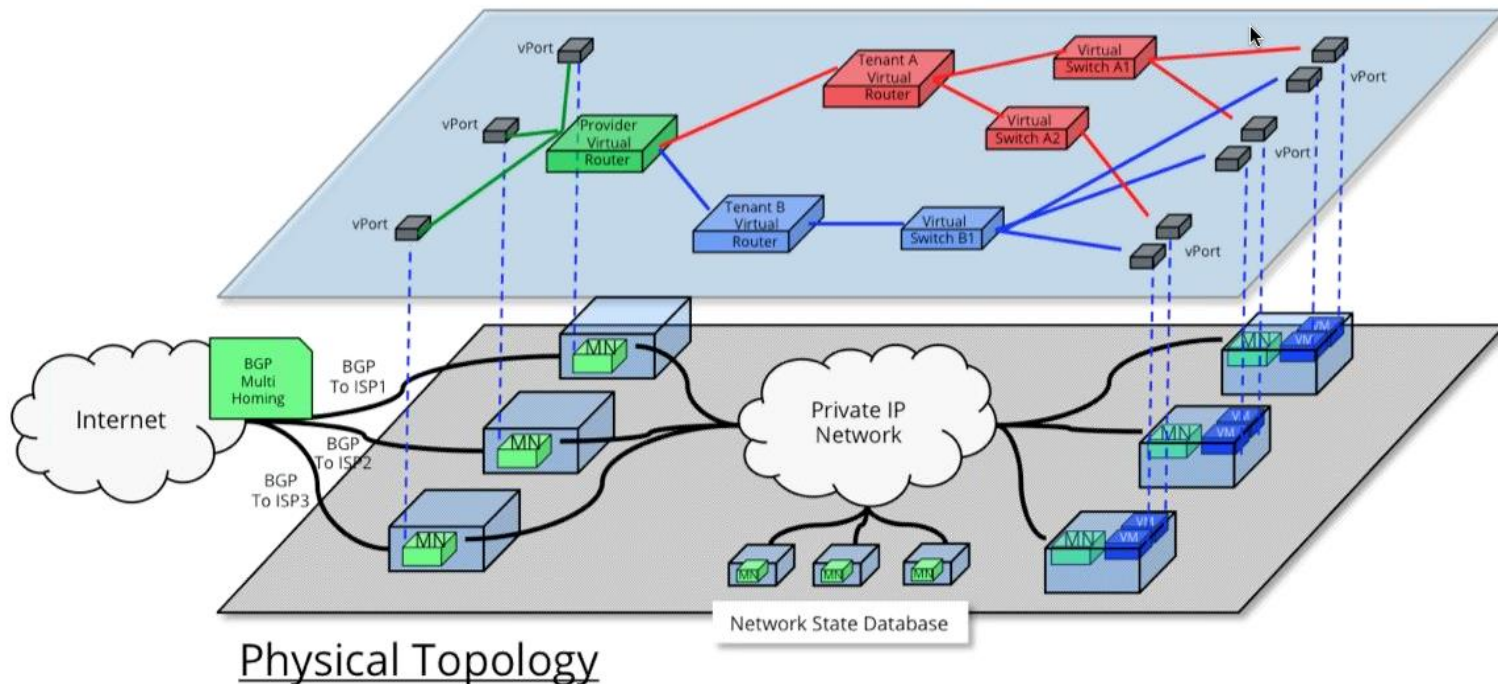 vPort
vPort
vPort
Provider
Virtual
Router
Tenant A
Virtual
Router
Virtual
Switch A1
Virtual
Switch A2
Tenant B
Virtual
Router
Virtual
Switch B1
vPort
vPort
vPort
Internet
BGP
Multi
Homing
BGP
To ISP1
BGP
To ISP2
BGP
To ISP3
MN
MN
MN
Private IP
Network
MN
VM
VM
MN
VM
VM
MN
VM
VM
MN
MN
MN
Network State Database
Physical Topology